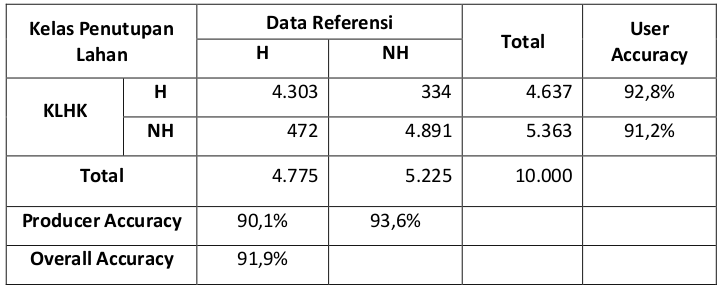 Kelas Penutupan Lahan Data Referensi Total User Accuracy
H NH
KLHK H 4.303 334 4.637 92,8%
NH 472 4.891 5.363 91,2%
Total 4.775 5.225 10.000
Producer Accuracy 90,1% 93,6%
Overall Accuracy 91,9%